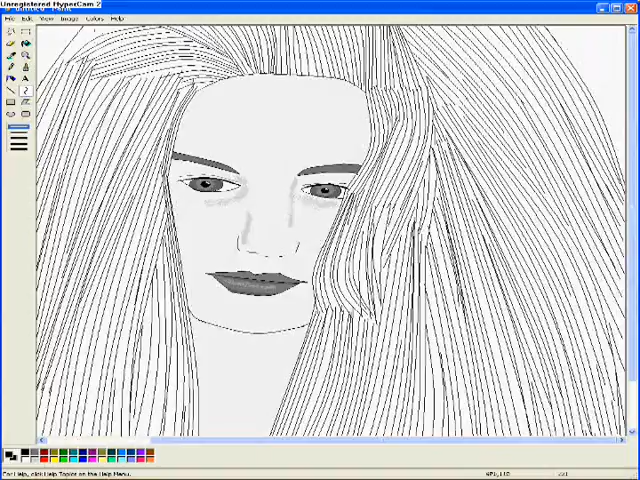 Unregistered HyperCam 2
File Edit View Image Colors Help
For Help, click Help Topics on the Help Menu.